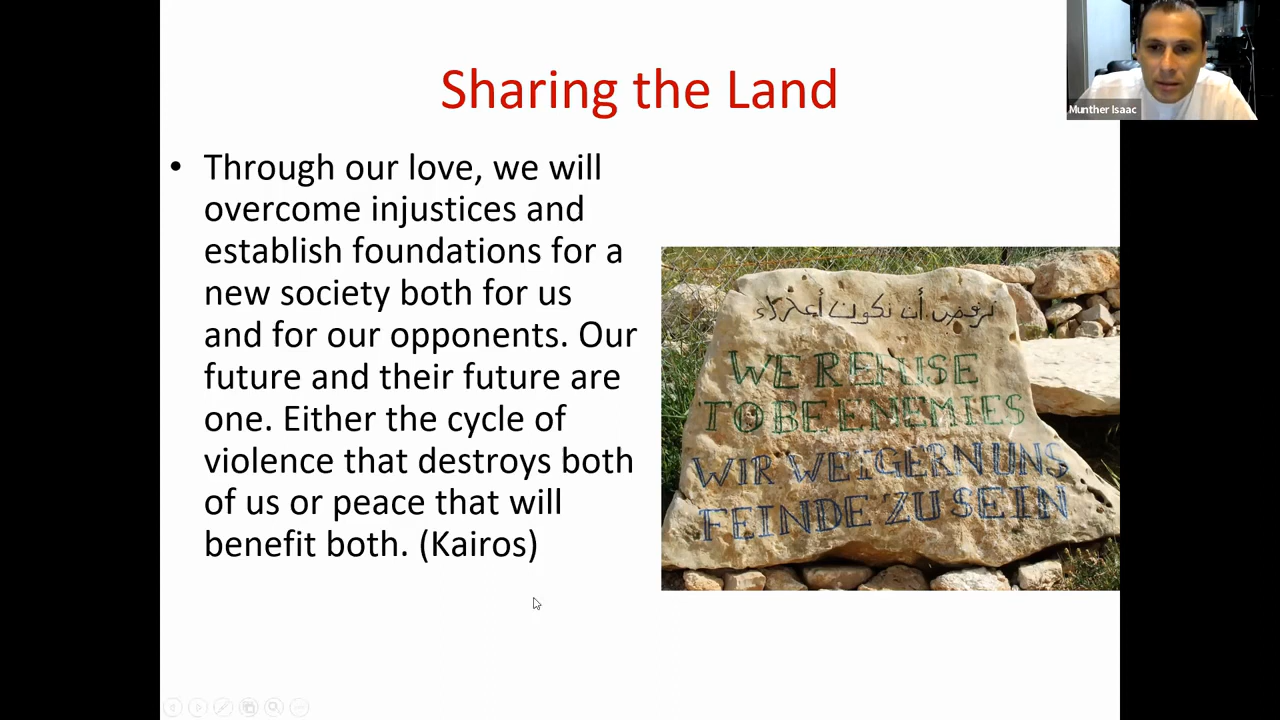 Sharing the Land
Munther Isaac
• Through our love, we will
overcome injustices and
establish foundations for a
new society both for us
and for our opponents. Our
future and their future are
one. Either the cycle of
violence that destroys both
of us or peace that will
benefit both. (Kairos)
نرفض أن نكون أعداء
WE REFUSE
TO BE ENEMIES
WIR WEIGERN UNS
FEINDE ZU SEIN